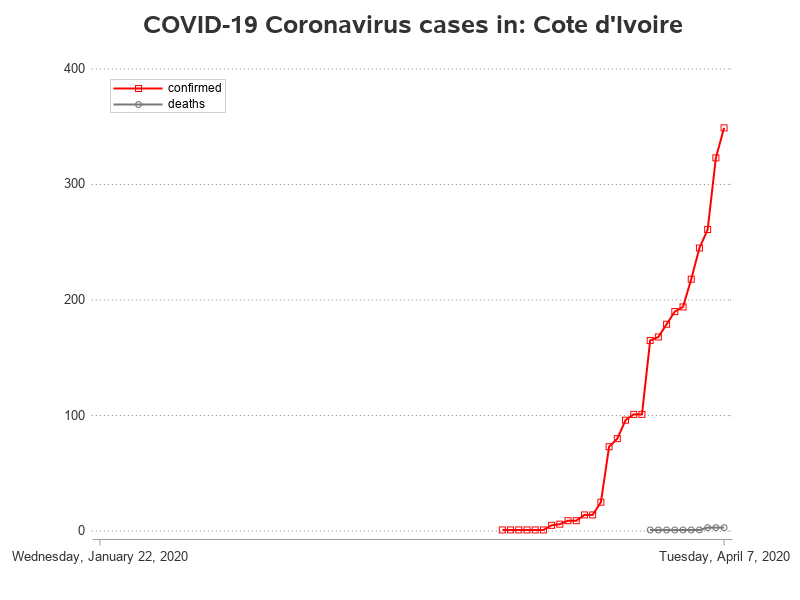 COVID-19 Coronavirus cases in: Cote d'Ivoire
400
confirmed
deaths
300
200
100
0
Wednesday, January 22, 2020
Tuesday, April 7, 2020